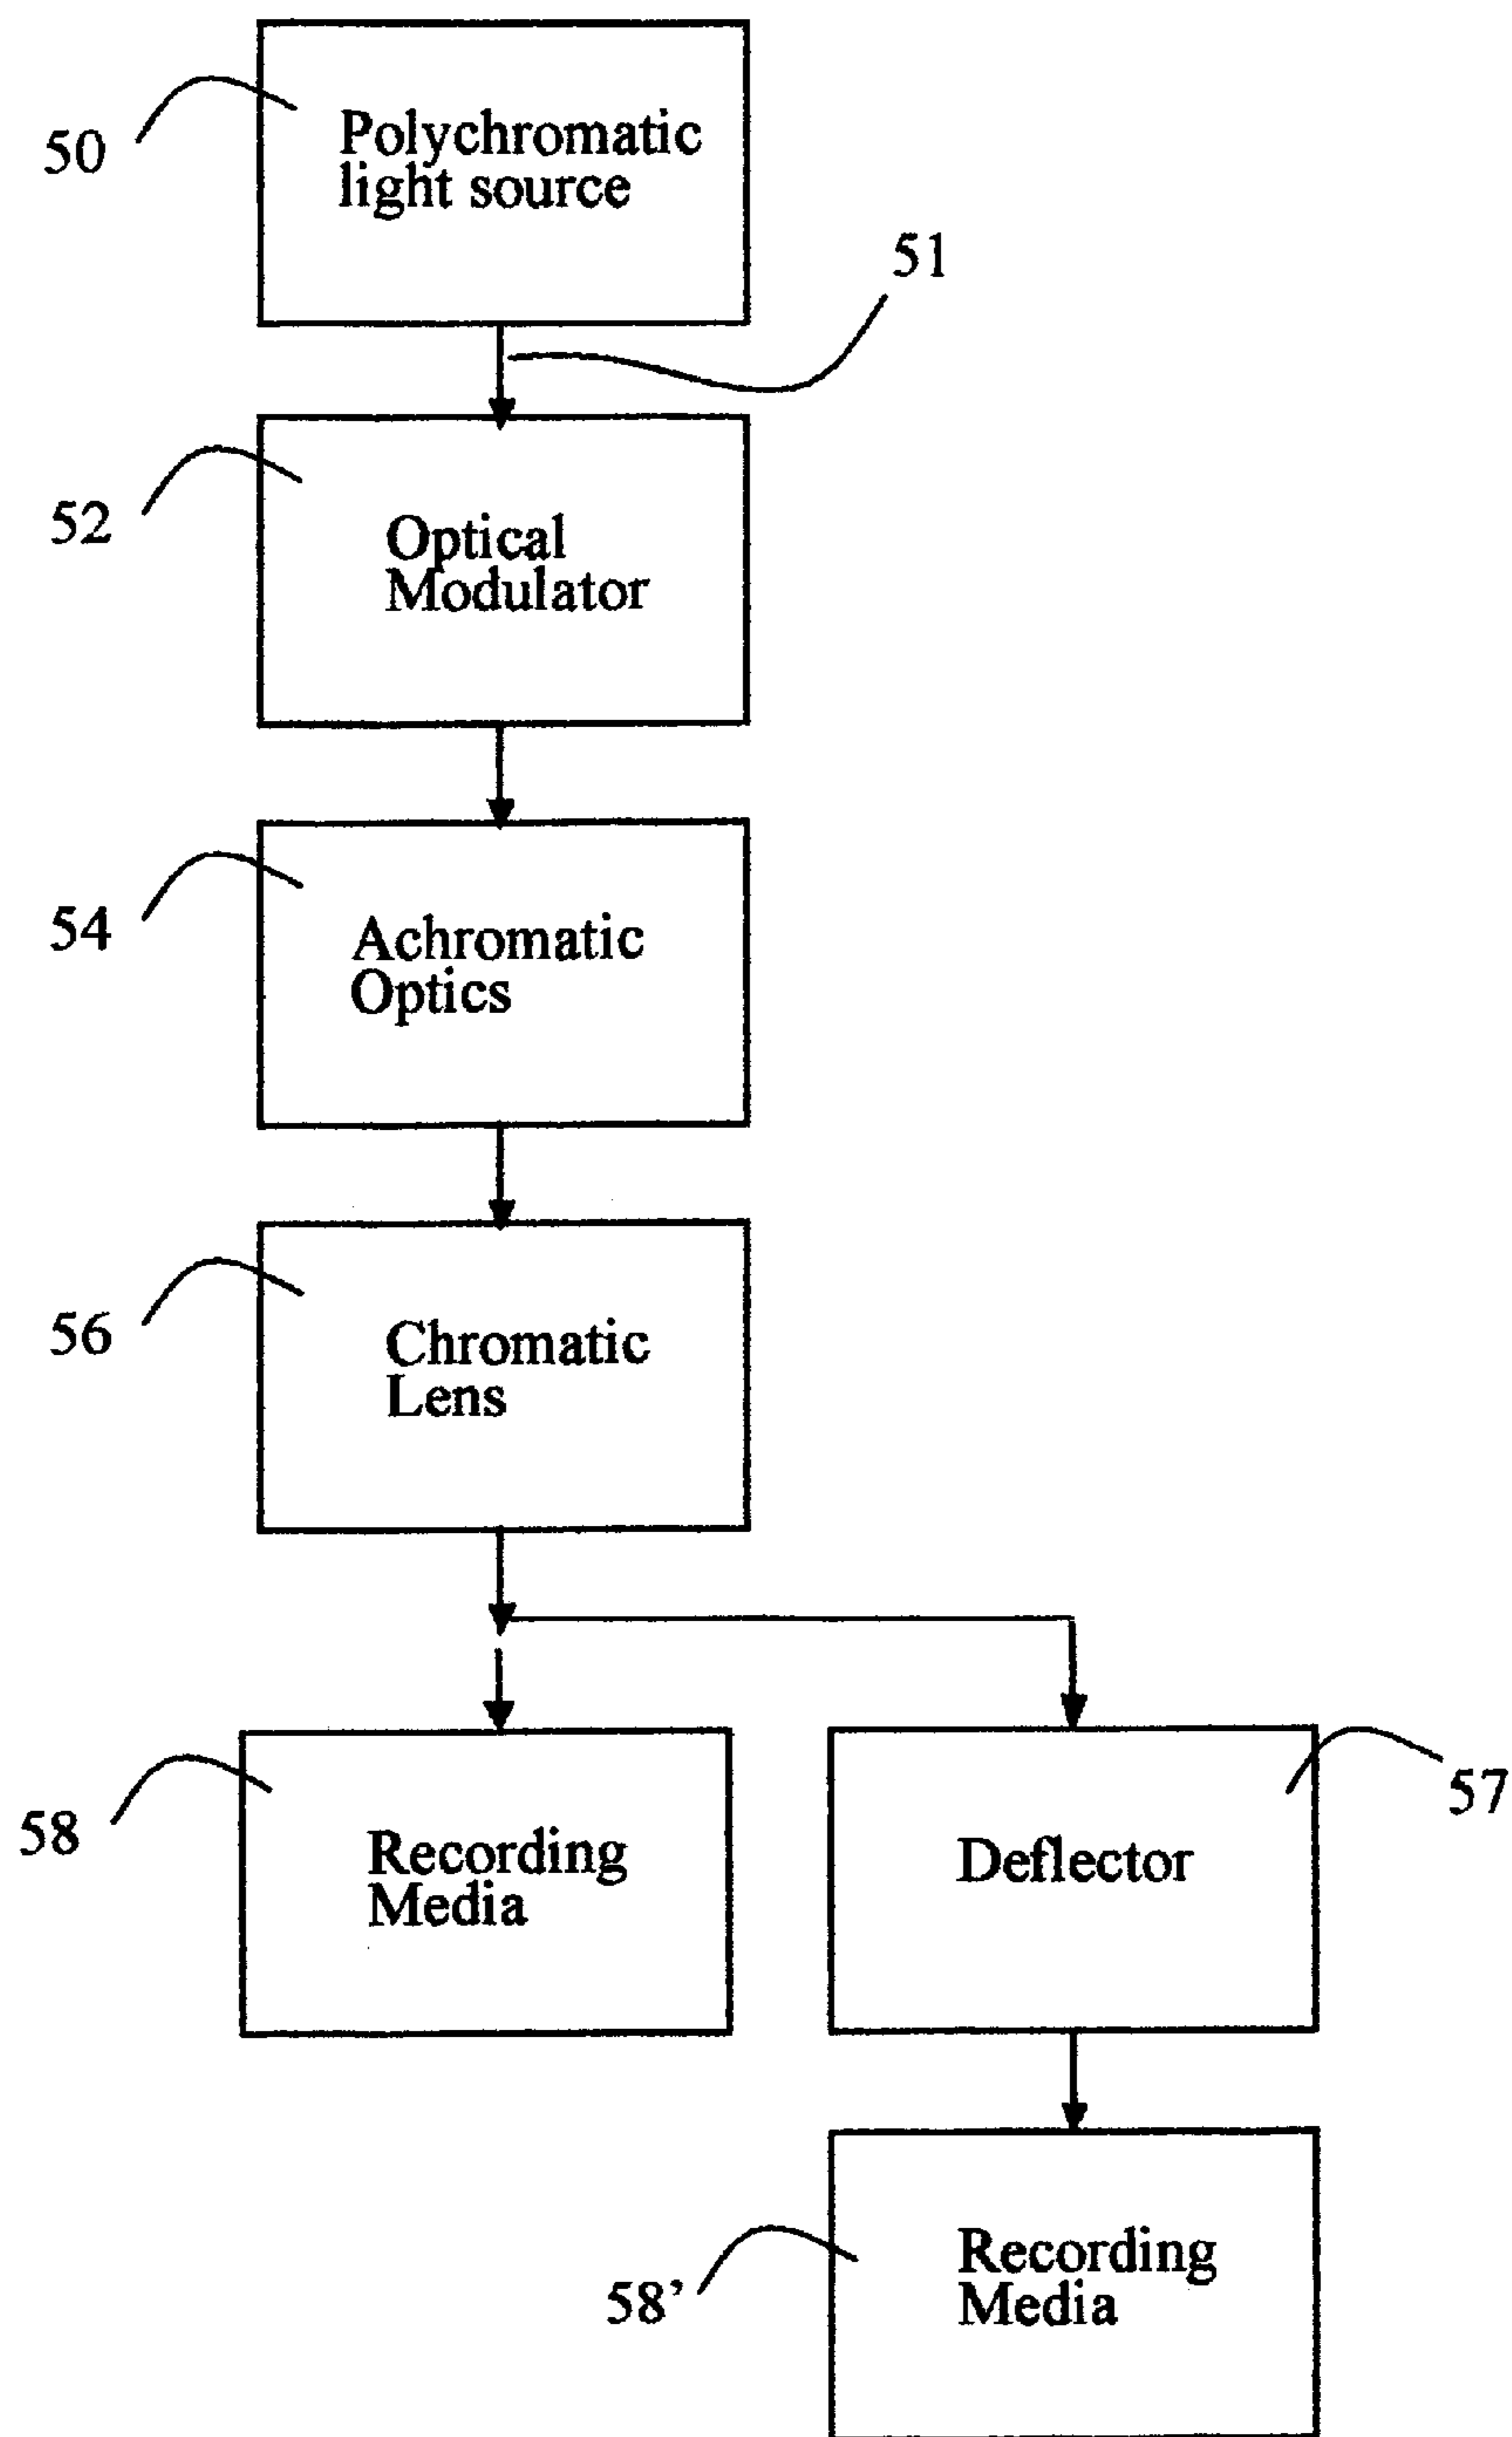 50
Polychromatic
light source
51
52
Optical
Modulator
54
Achromatic
Optics
56
Chromatic
Lens
58
Recording
Media
57
Deflector
58’
Recording
Media